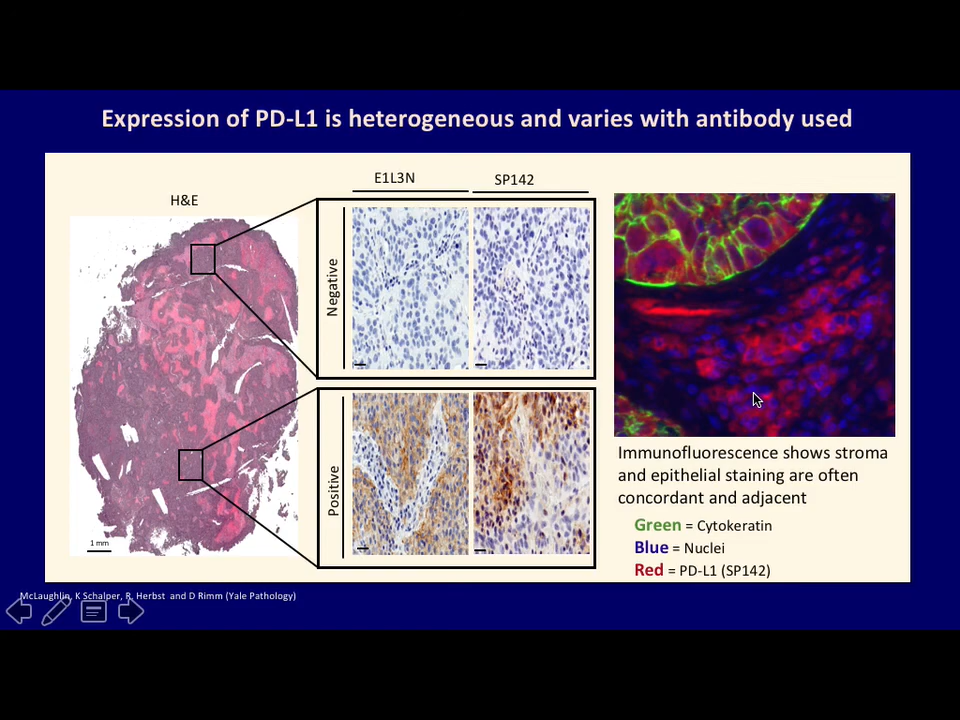 Expression of PD-L1 is heterogeneous and varies with antibody used
H&E
E1L3N
SP142
Negative
Positive
1 mm
Immunofluorescence shows stroma
and epithelial staining are often
concordant and adjacent
Green = Cytokeratin
Blue = Nuclei
Red = PD-L1 (SP142)
McLaughlin, K Schalper, R. Herbst and D Rimm (Yale Pathology)